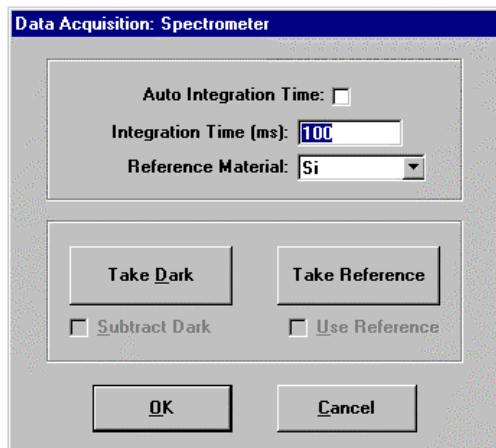 Data Acquisition: Spectrometer
Auto Integration Time:
Integration Time (ms): 100
Reference Material: Si
Take Dark Take Reference
Subtract Dark Use Reference
OK Cancel